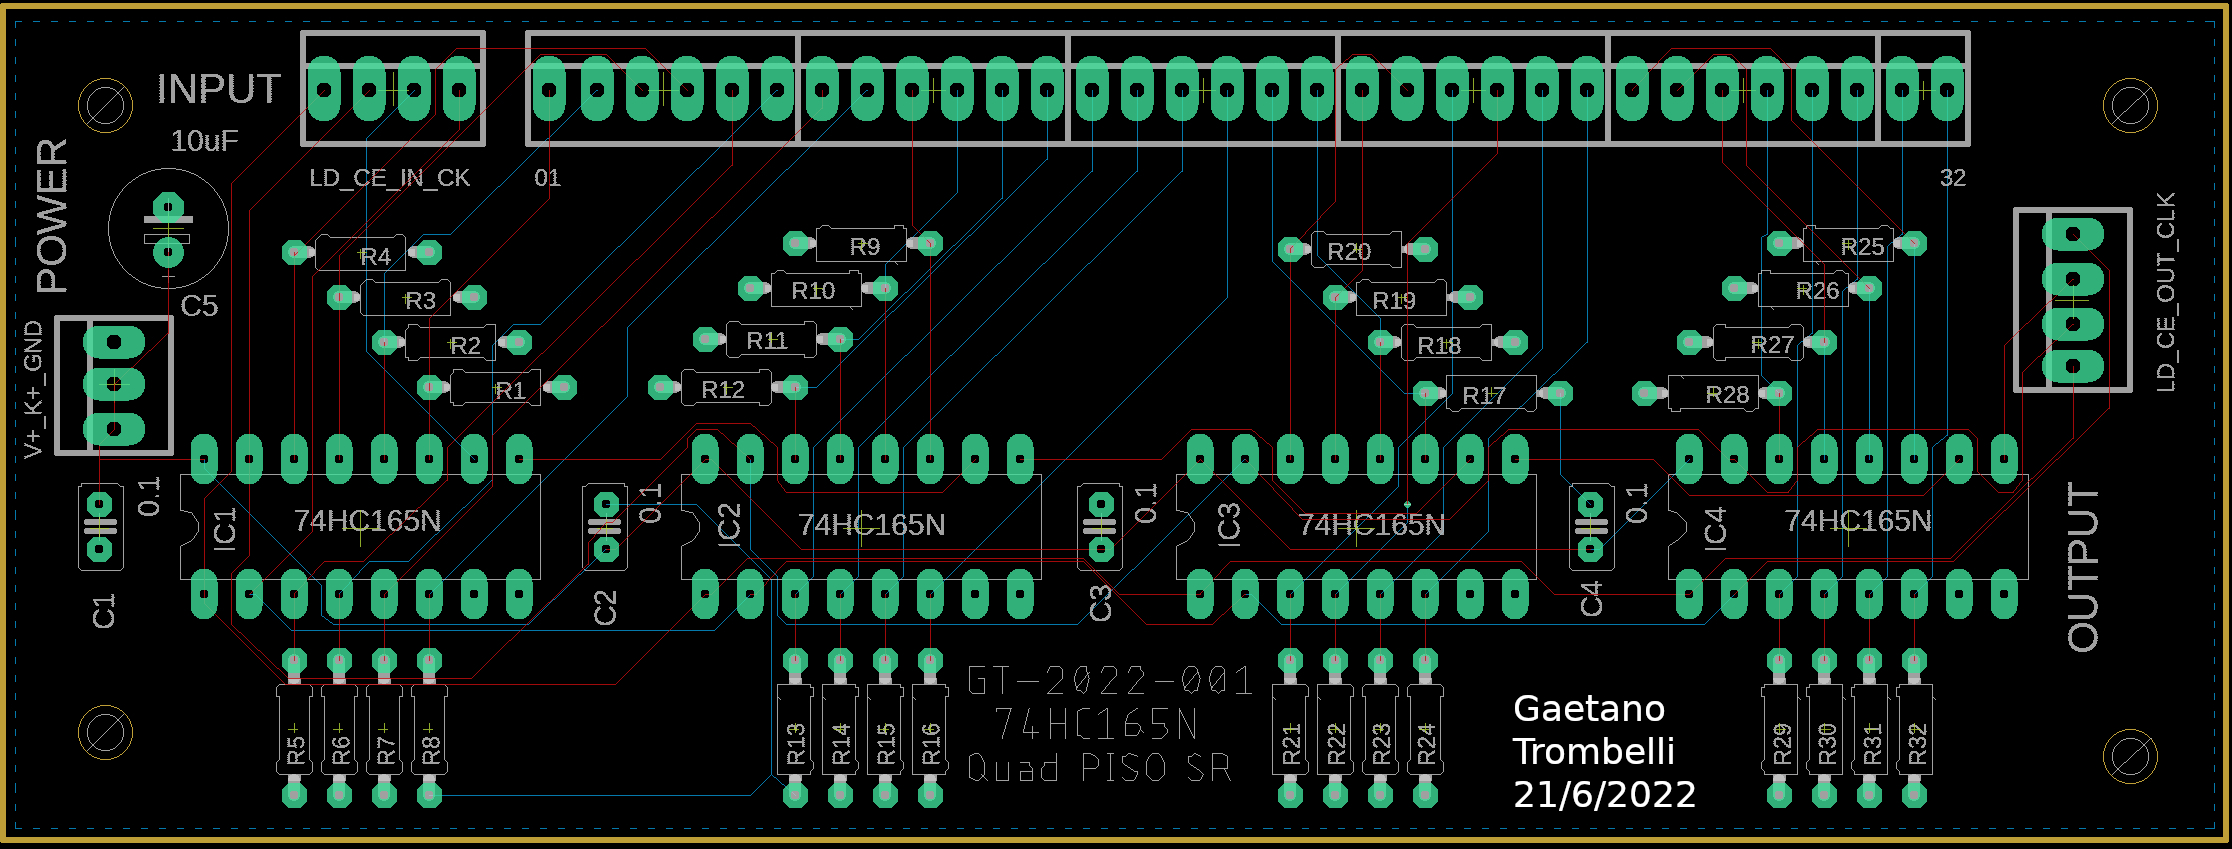 INPUT
10uF
POWER
LD_CE_IN_CK
01
32
C5
V+_K+_GND
LD_CE_OUT_CLK
R4
R3
R2
R1
R9
R10
R11
R12
R20
R19
R18
R17
R25
R26
R27
R28
0.1
IC1
74HC165N
0.1
IC2
74HC165N
0.1
IC3
74HC165N
0.1
IC4
74HC165N
OUTPUT
C1
C2
C3
C4
R5
R6
R7
R8
R13
R14
R15
R16
GT-2022-001
74HC165N
Quad PISO SR
R21
R22
R23
R24
Gaetano
Trombelli
21/6/2022
R29
R30
R31
R32